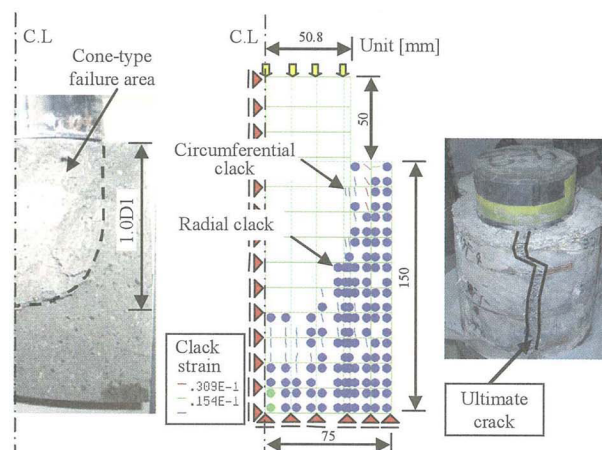 C.L
Cone-type
failure area
1.0D1
C.L
50.8
Unit [mm]
50
Circumferential
clack
Radial clack
150
Clack
strain
.309E-1
.154E-1
75
Ultimate
crack